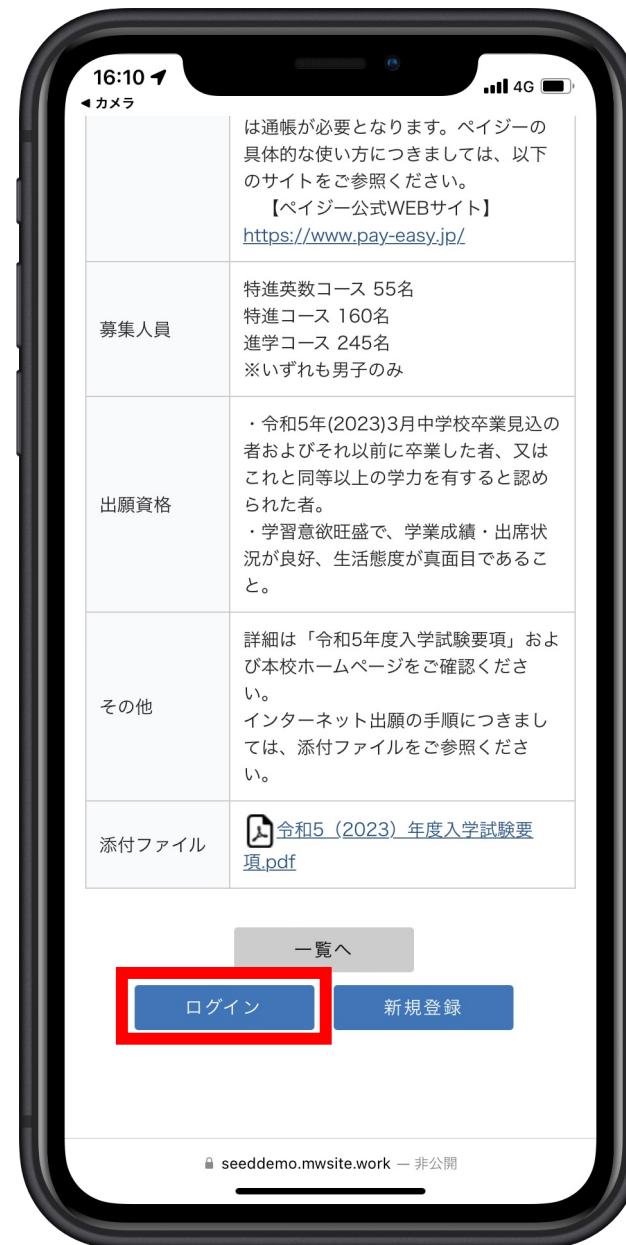 16:10
4G
◀ カメラ
は通帳が必要となります。ペイジーの
具体的な使い方につきましては、以下
のサイトをご参照ください。
【ペイジー公式WEBサイト】
https://www.pay-easy.jp/
募集人員
特進英数コース 55名
特進コース 160名
進学コース 245名
※いずれも男子のみ
出願資格
・令和5年(2023)3月中学校卒業見込の
者およびそれ以前に卒業した者、又は
これと同等以上の学力を有すると認め
られた者。
・学習意欲旺盛で、学業成績・出席状
況が良好、生活態度が真面目であるこ
と。
その他
詳細は「令和5年度入学試験要項」およ
び本校ホームページをご確認くださ
い。
インターネット出願の手順につきまし
ては、添付ファイルをご参照くださ
い。
添付ファイル
令和5（2023）年度入学試験要
項.pdf
一覧へ
ログイン
新規登録
seeddemo.mwsite.work — 非公開